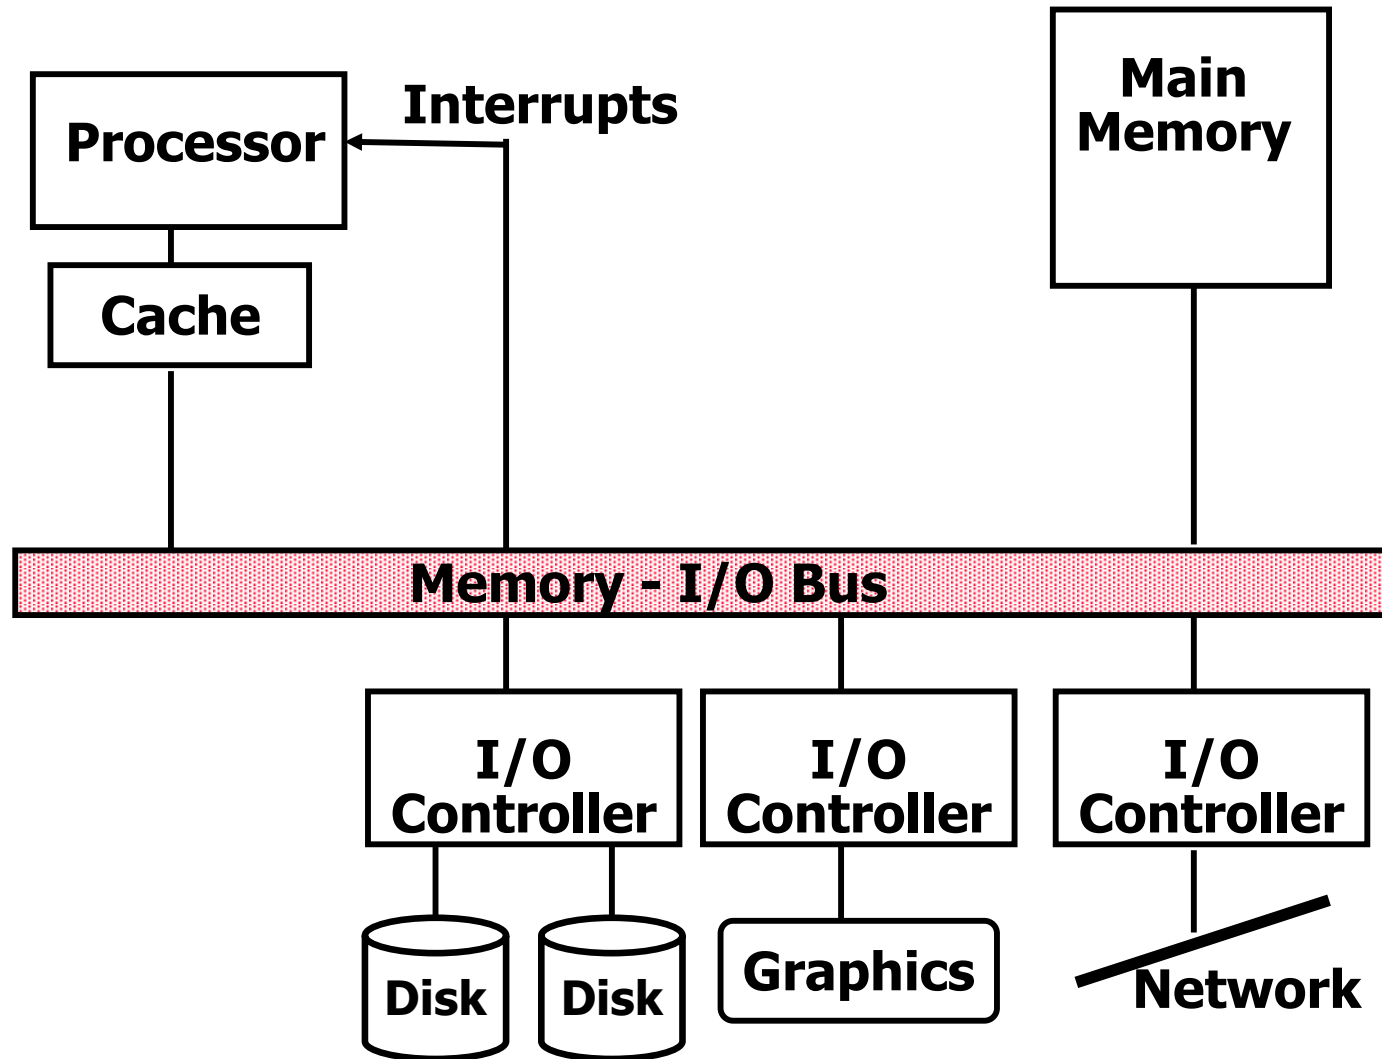 Main
Memory
Interrupts
Processor
Cache
Memory - I/O Bus
I/O
Controller
I/O
Controller
I/O
Controller
Disk
Disk
Graphics
Network